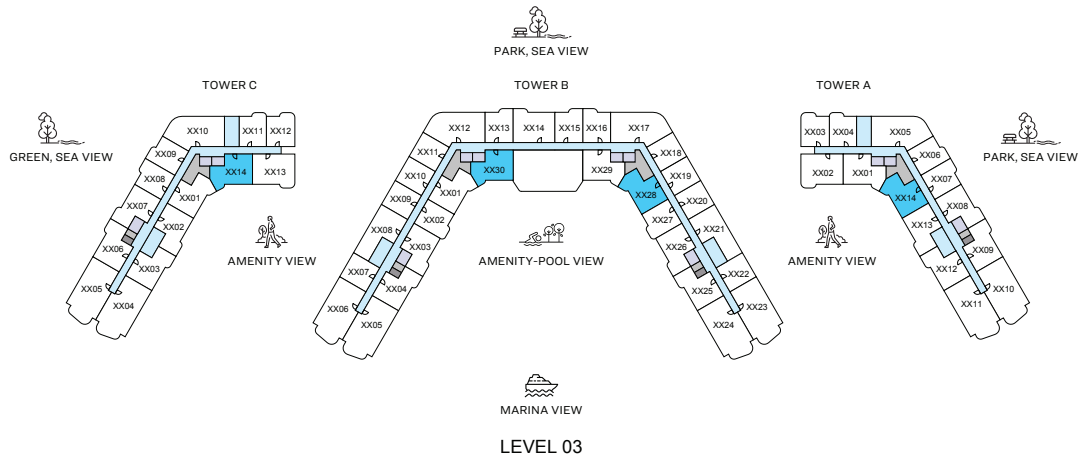 PARK, SEA VIEW
TOWER C
TOWER B
TOWER A
GREEN, SEA VIEW
PARK, SEA VIEW
XX10
XX11
XX12
XX09
XX14
XX13
XX08
XX01
XX07
XX02
XX06
XX03
XX05
XX04
AMENITY VIEW
XX12
XX13
XX14
XX15
XX16
XX17
XX11
XX30
XX29
XX18
XX10
XX01
XX28
XX19
XX09
XX02
XX27
XX20
XX08
XX03
XX26
XX21
XX07
XX04
XX25
XX22
XX06
XX05
XX24
XX23
AMENITY-POOL VIEW
XX03
XX04
XX05
XX02
XX01
XX06
XX07
XX14
XX08
XX13
XX09
XX12
XX10
XX11
AMENITY VIEW
MARINA VIEW
LEVEL 03